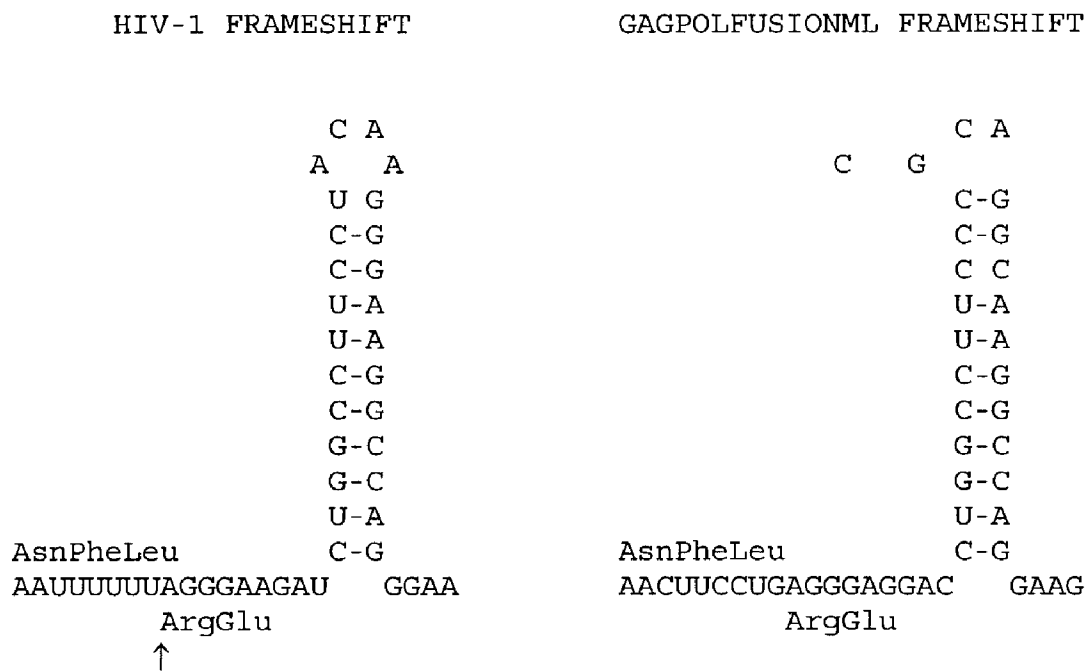 HIV-1 FRAMESHIFT GAGPOLFUSIONML FRAMESHIFT
C A C A
A A C G
U G C-G
C-G C-G
C-G C C
U-A U-A
U-A U-A
C-G C-G
C-G C-G
G-C G-C
G-C G-C
U-A U-A
AsnPheLeu C-G AsnPheLeu C-G
AAUUUUUUAGGGAAGAU GGAA AACUUCCUGAGGGAGGAC GAAG
ArgGlu ArgGlu
↑